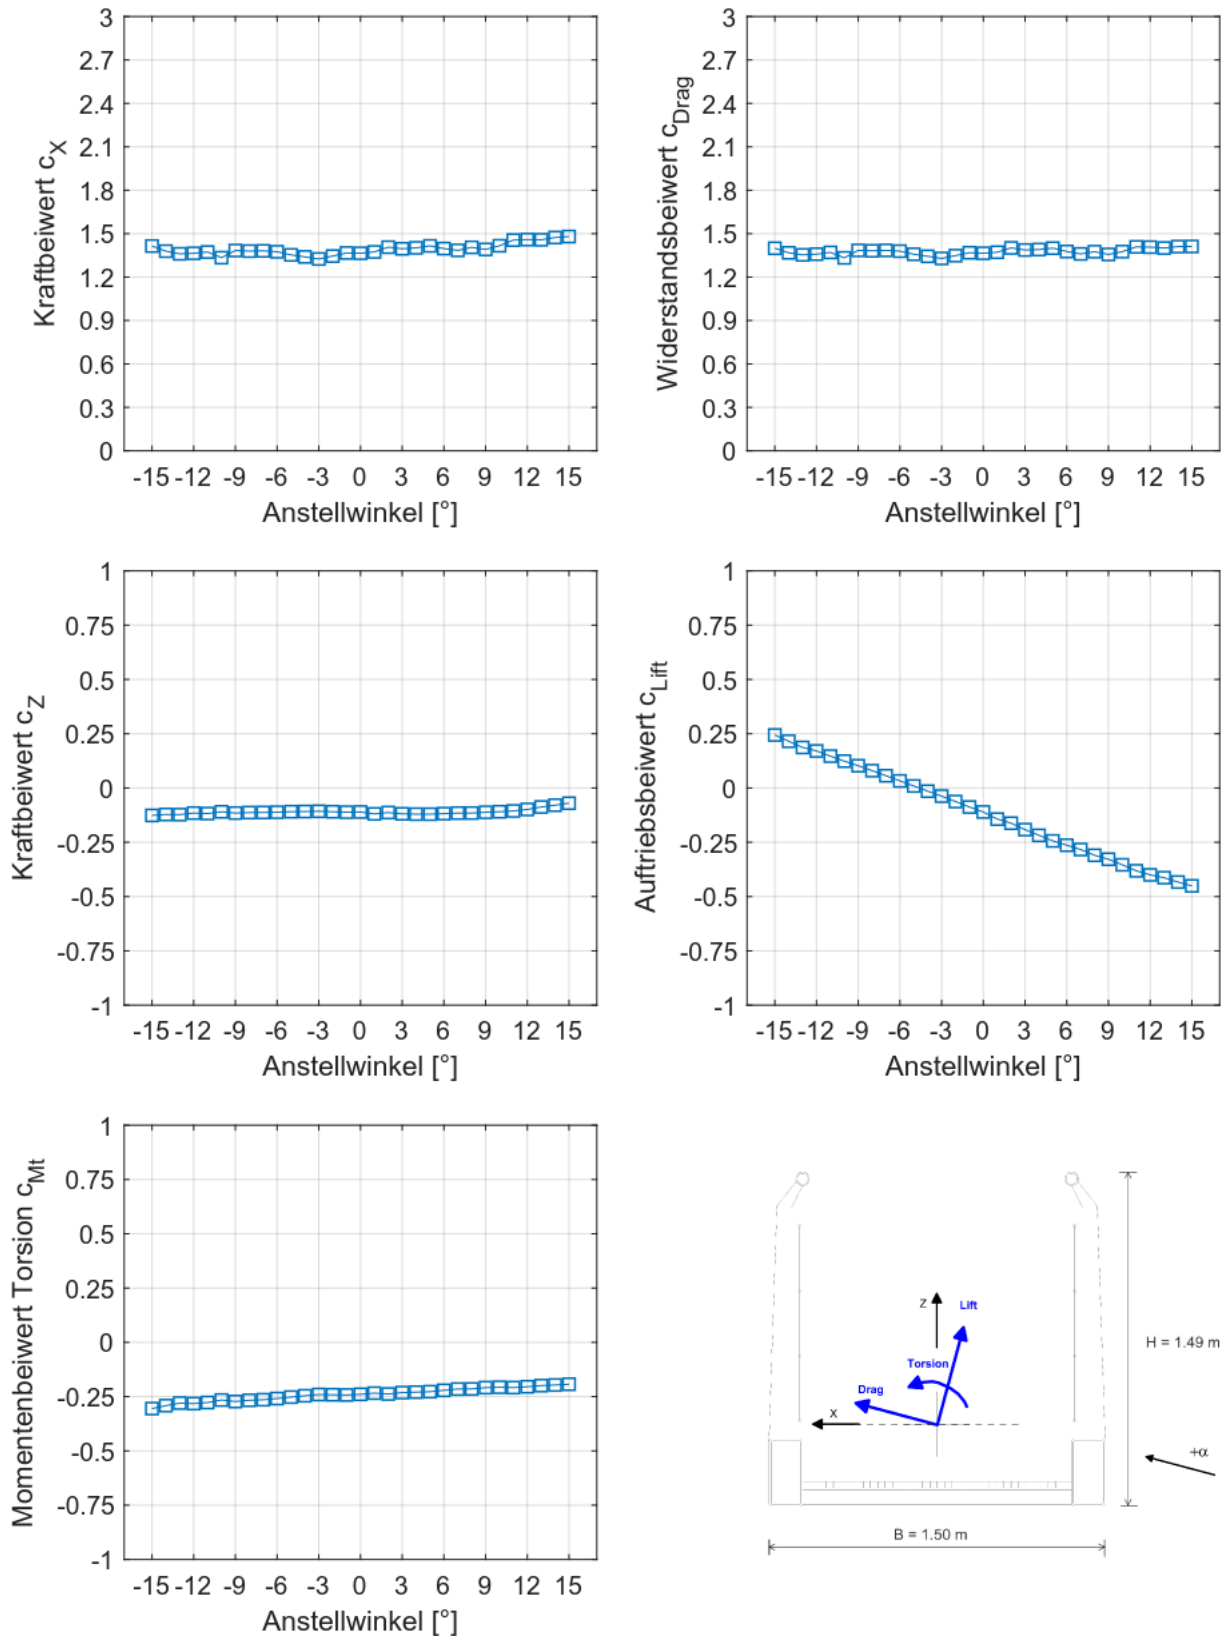 Kraftbeiwert cX
3
2.7
2.4
2.1
1.8
1.5
1.2
0.9
0.6
0.3
0
-15 -12 -9 -6 -3 0 3 6 9 12 15
Anstellwinkel [°]
Widerstandsbeiwert cDrag
3
2.7
2.4
2.1
1.8
1.5
1.2
0.9
0.6
0.3
0
-15 -12 -9 -6 -3 0 3 6 9 12 15
Anstellwinkel [°]
Kraftbeiwert cZ
1
0.75
0.5
0.25
0
-0.25
-0.5
-0.75
-1
-15 -12 -9 -6 -3 0 3 6 9 12 15
Anstellwinkel [°]
Auftriebsbeiwert cLift
1
0.75
0.5
0.25
0
-0.25
-0.5
-0.75
-1
-15 -12 -9 -6 -3 0 3 6 9 12 15
Anstellwinkel [°]
Momentenbeiwert Torsion cMt
1
0.75
0.5
0.25
0
-0.25
-0.5
-0.75
-1
-15 -12 -9 -6 -3 0 3 6 9 12 15
Anstellwinkel [°]
Z
Lift
H = 1.49 m
Torsion
Drag
X
+α
B = 1.50 m